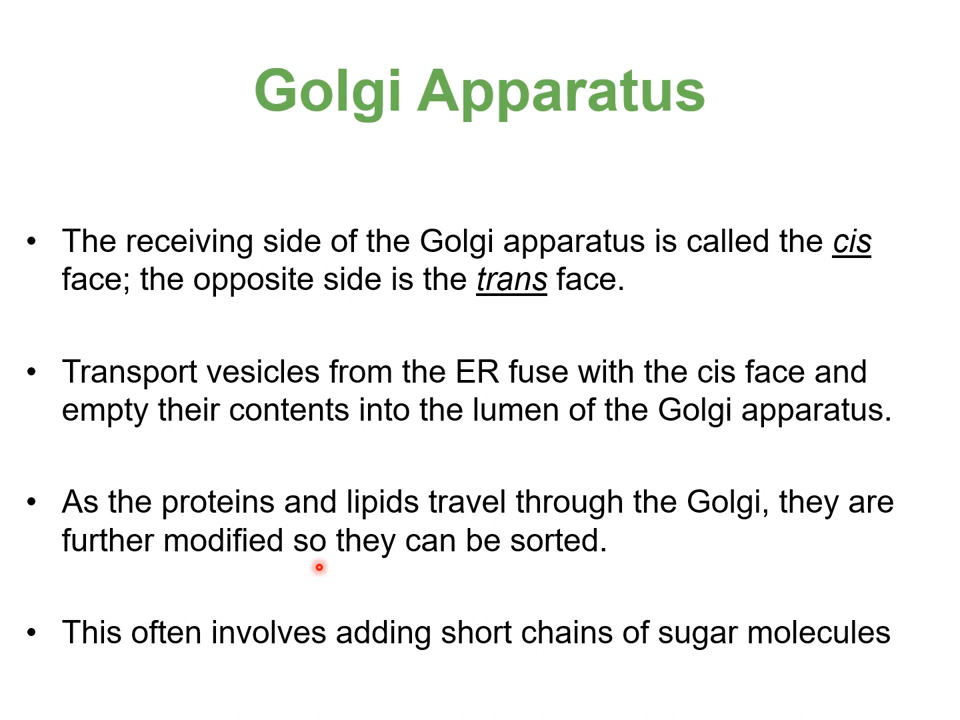 Golgi Apparatus
• The receiving side of the Golgi apparatus is called the cis
face; the opposite side is the trans face.
• Transport vesicles from the ER fuse with the cis face and
empty their contents into the lumen of the Golgi apparatus.
• As the proteins and lipids travel through the Golgi, they are
further modified so they can be sorted.
• This often involves adding short chains of sugar molecules